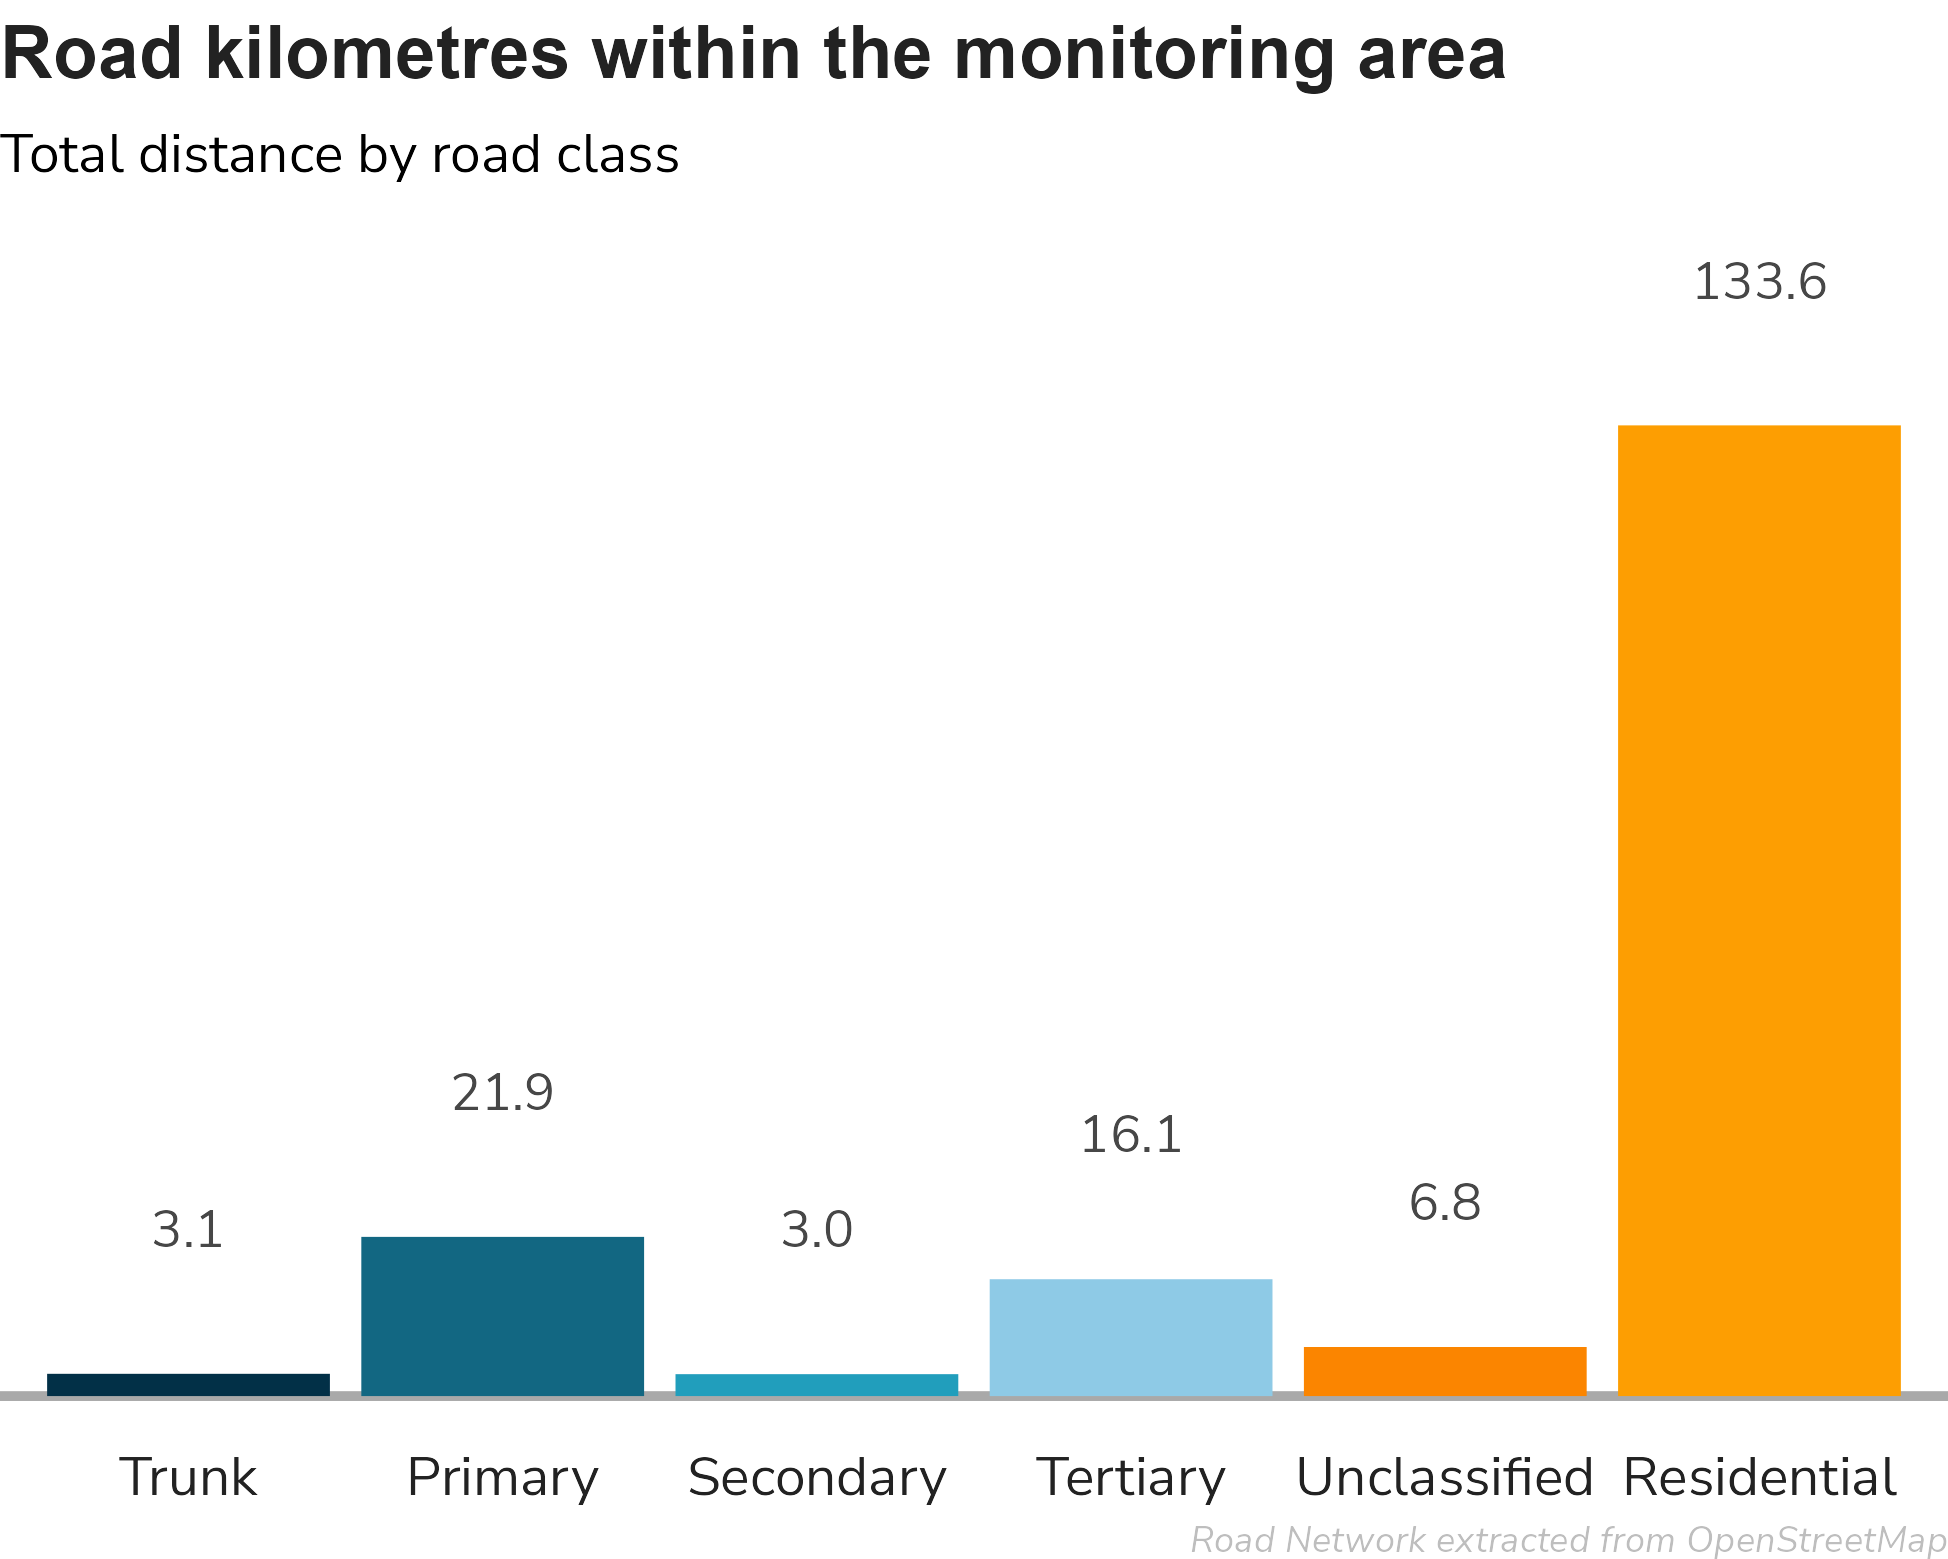 Road kilometres within the monitoring area
Total distance by road class
133.6
21.9
16.1
6.8
3.1
3.0
Trunk Primary Secondary Tertiary Unclassified Residential
Road Network extracted from OpenStreetMap